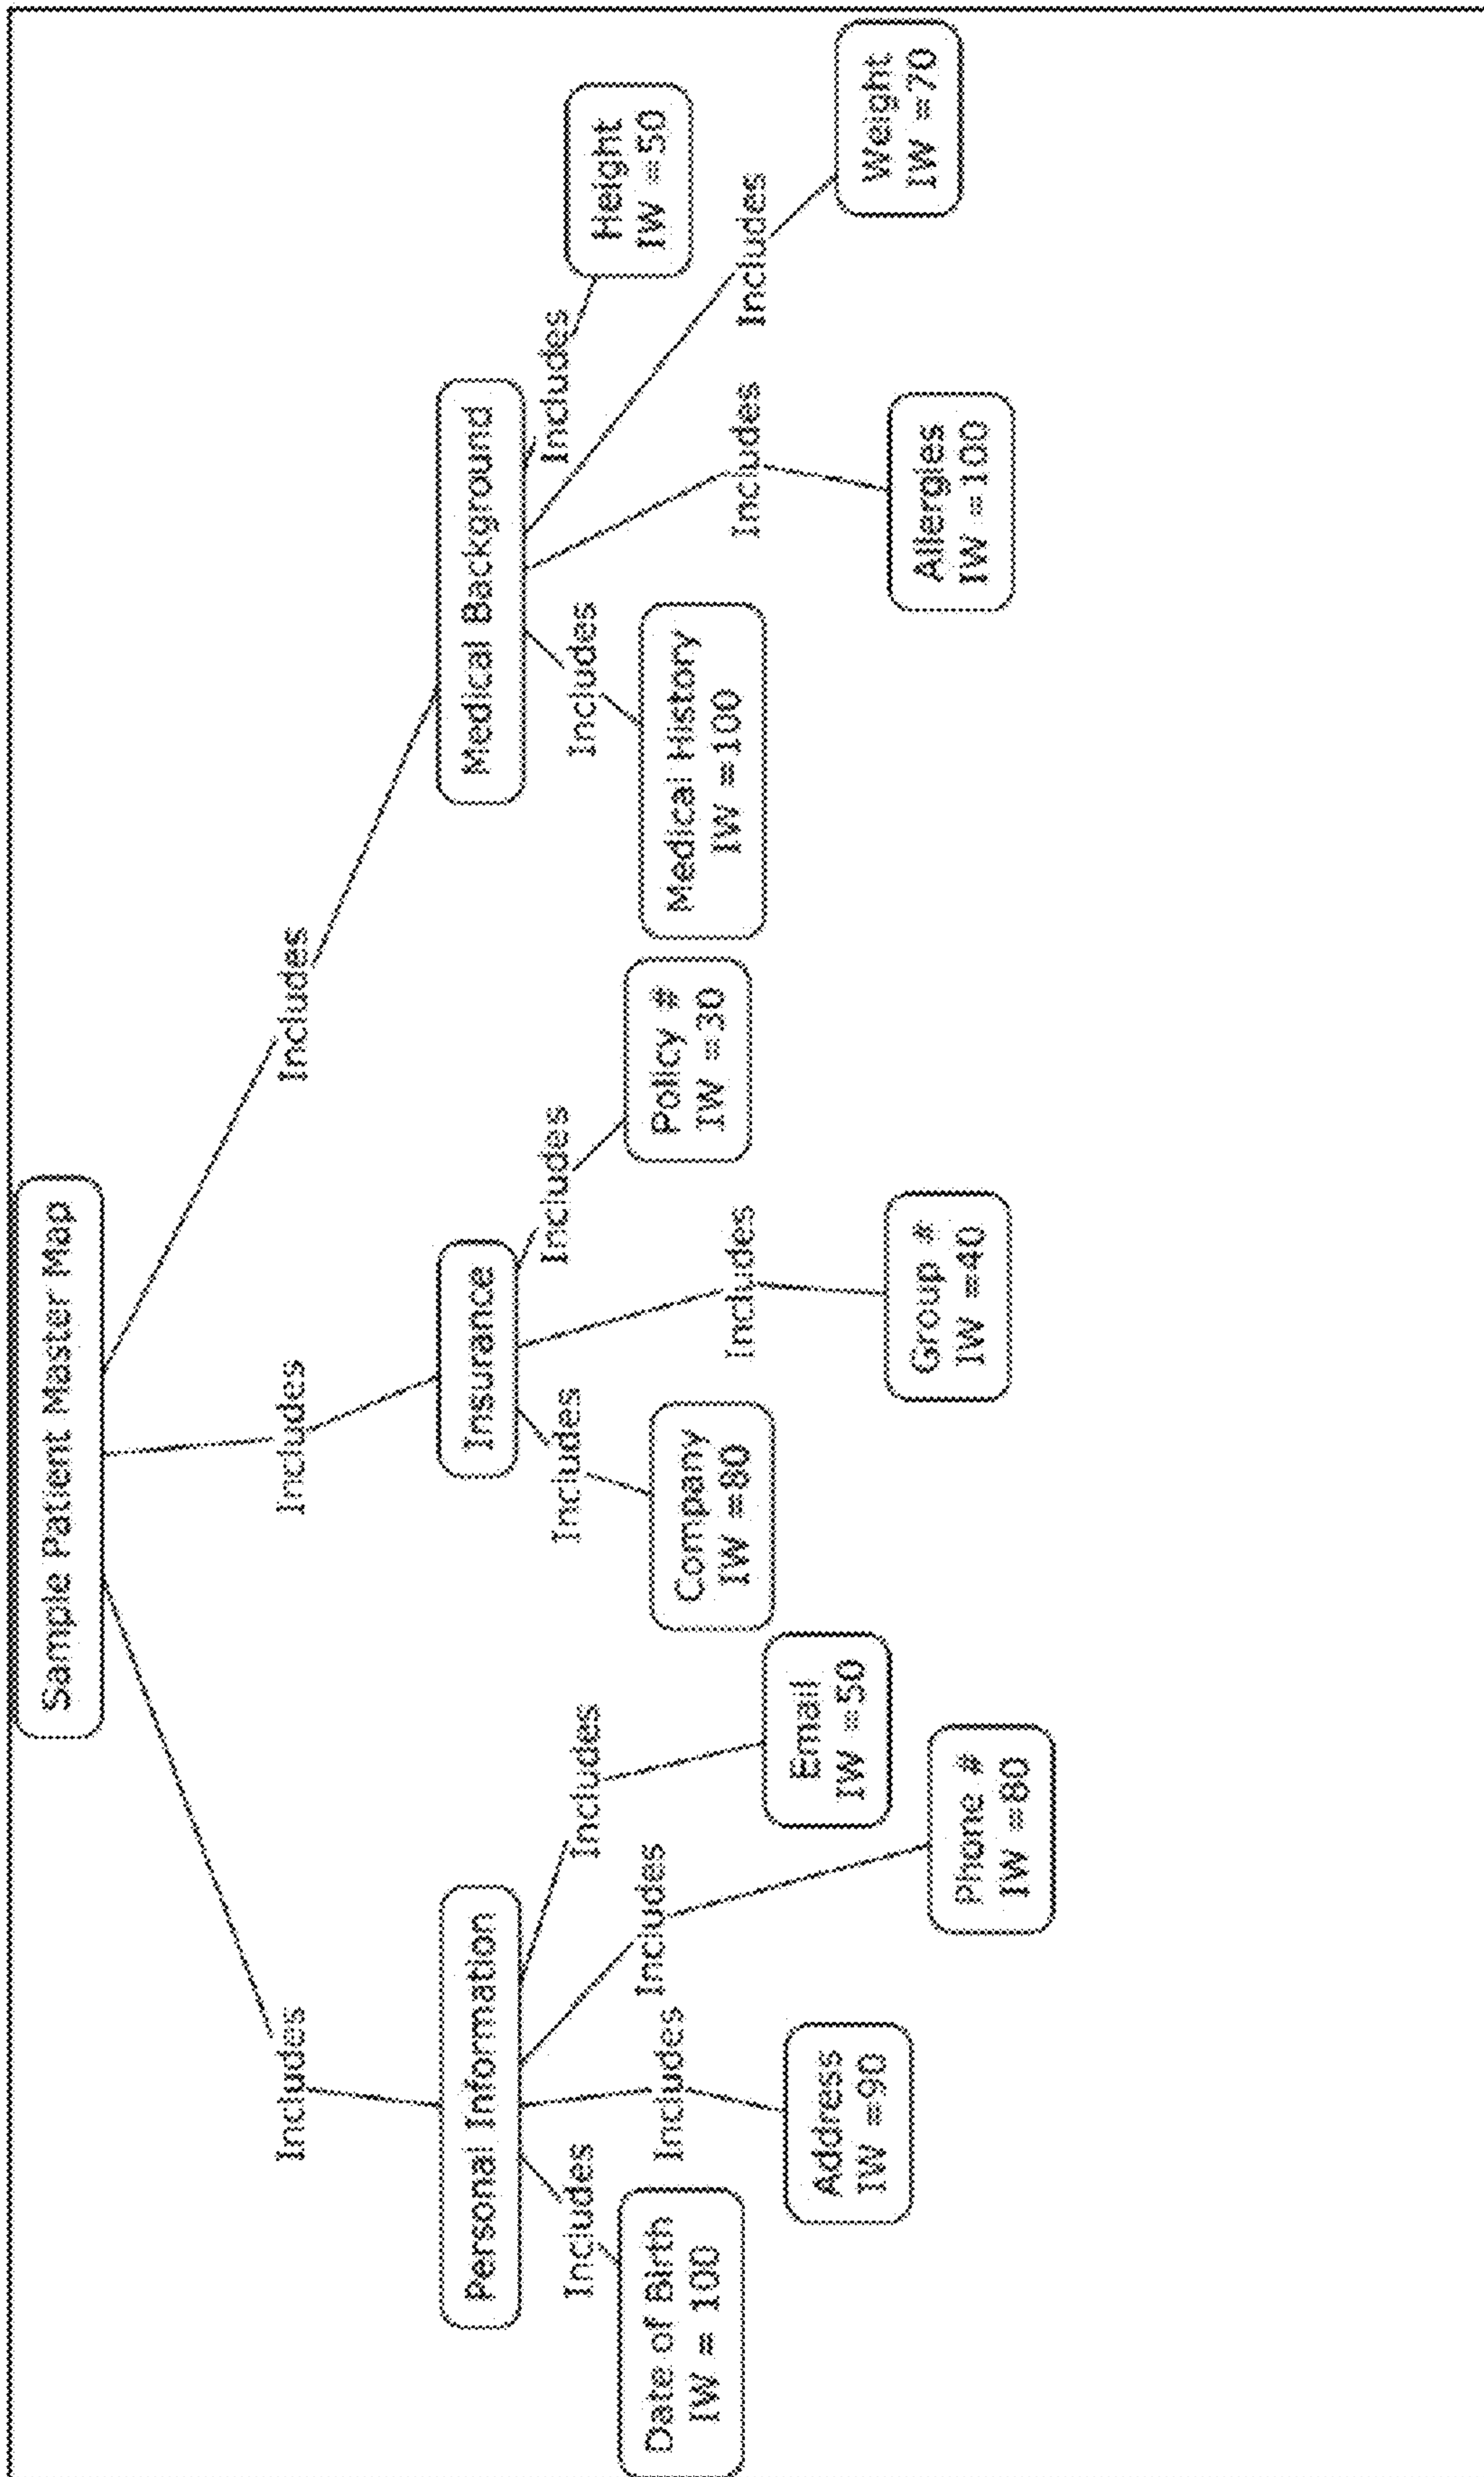 Sample Patient Master Map
Includes
Includes
Includes
Personal Information
Insurance
Medical Background
Includes
Includes
Includes
Includes
Date of Birth
IW = 100
Address
IW =90
Phone #
IW =80
Email
IW =50
Includes
Includes
Includes
Company
IW =80
Group #
IW =40
Policy #
IW =30
Includes
Includes
Includes
Includes
Medical History
IW =100
Allergies
IW =100
Weight
IW =70
Height
IW =50